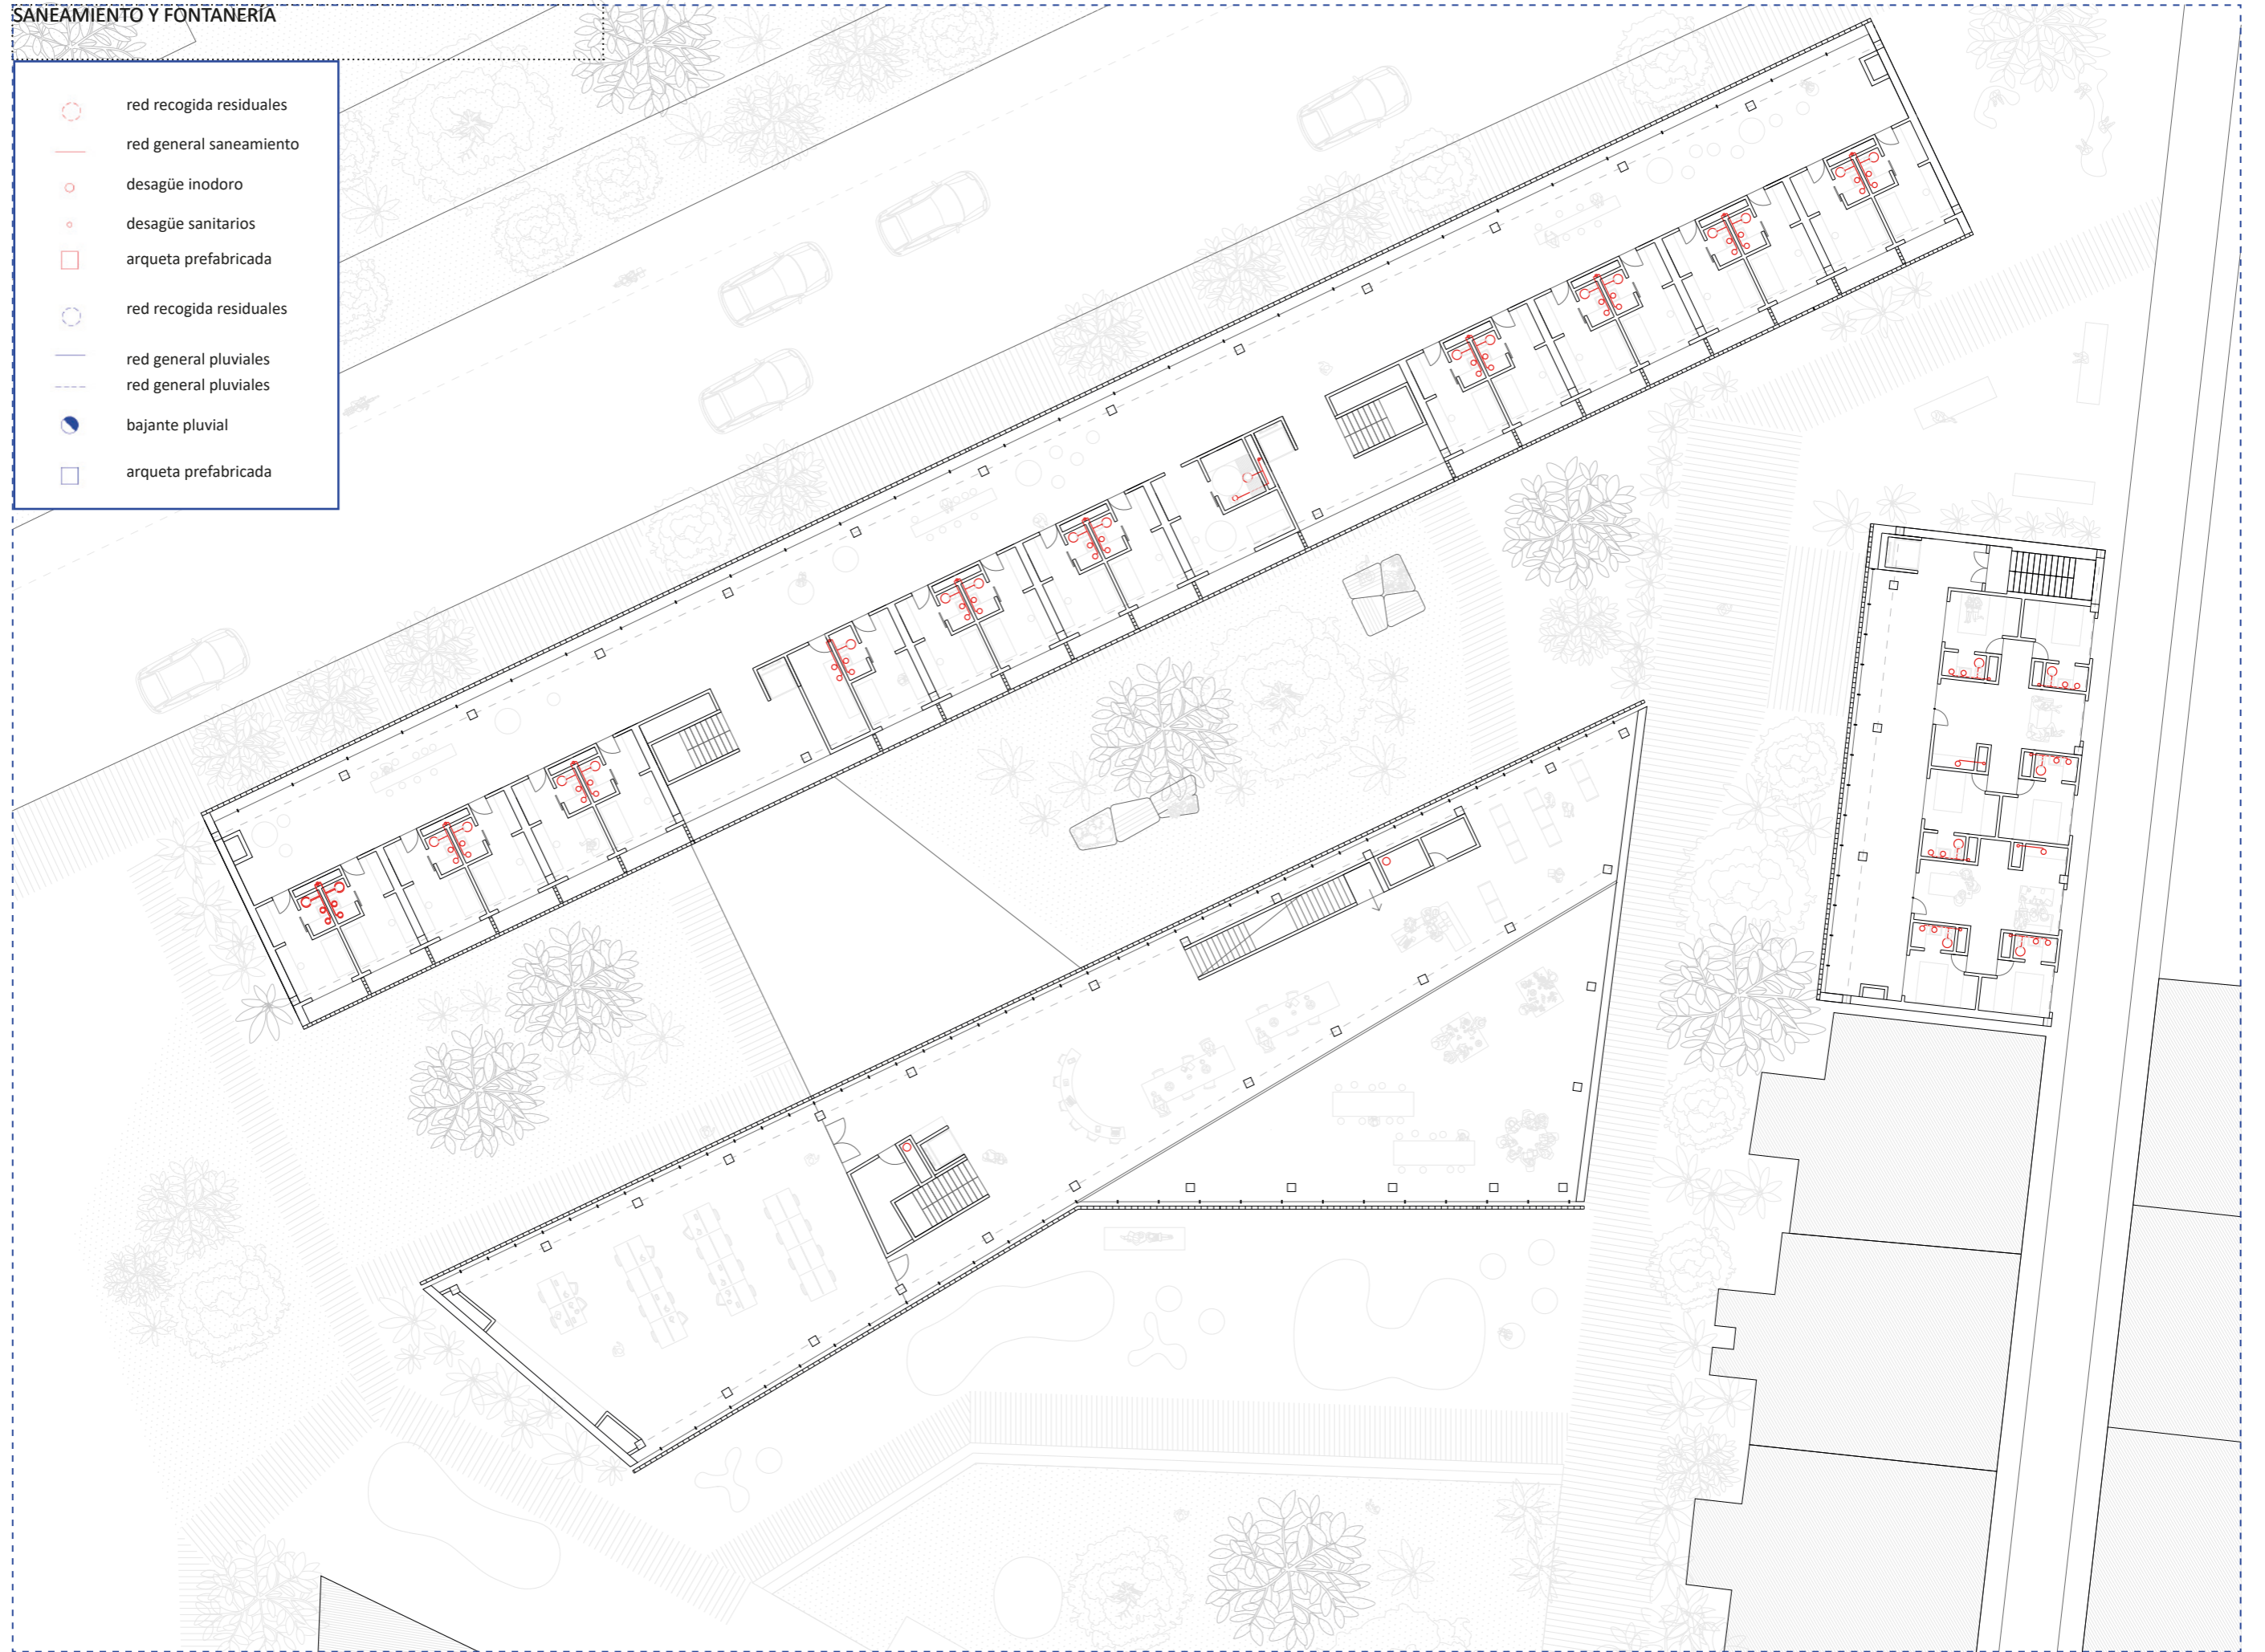 SANEAMIENTO Y FONTANERÍA
red recogida residuales
red general saneamiento
desagüe inodoro
desagüe sanitarios
arqueta prefabricada
red recogida residuales
red general pluviales
red general pluviales
bajante pluvial
arqueta prefabricada